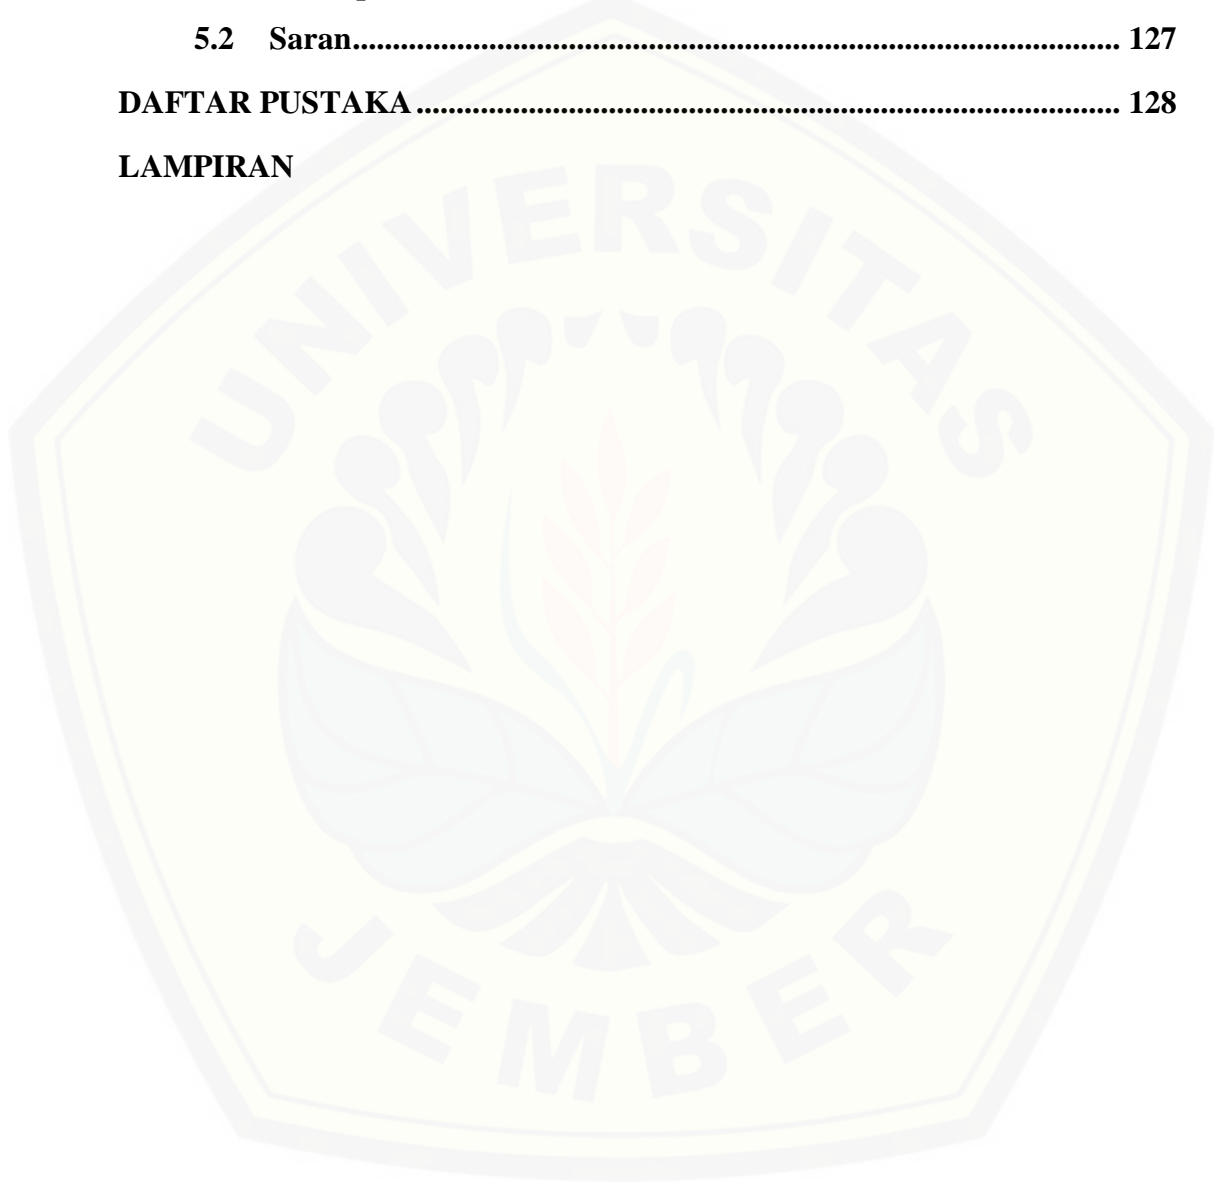 5.2 Saran................................................................................................ 127
DAFTAR PUSTAKA........................................................................................ 128
LAMPIRAN
UNIVERSITAS
JEMBER